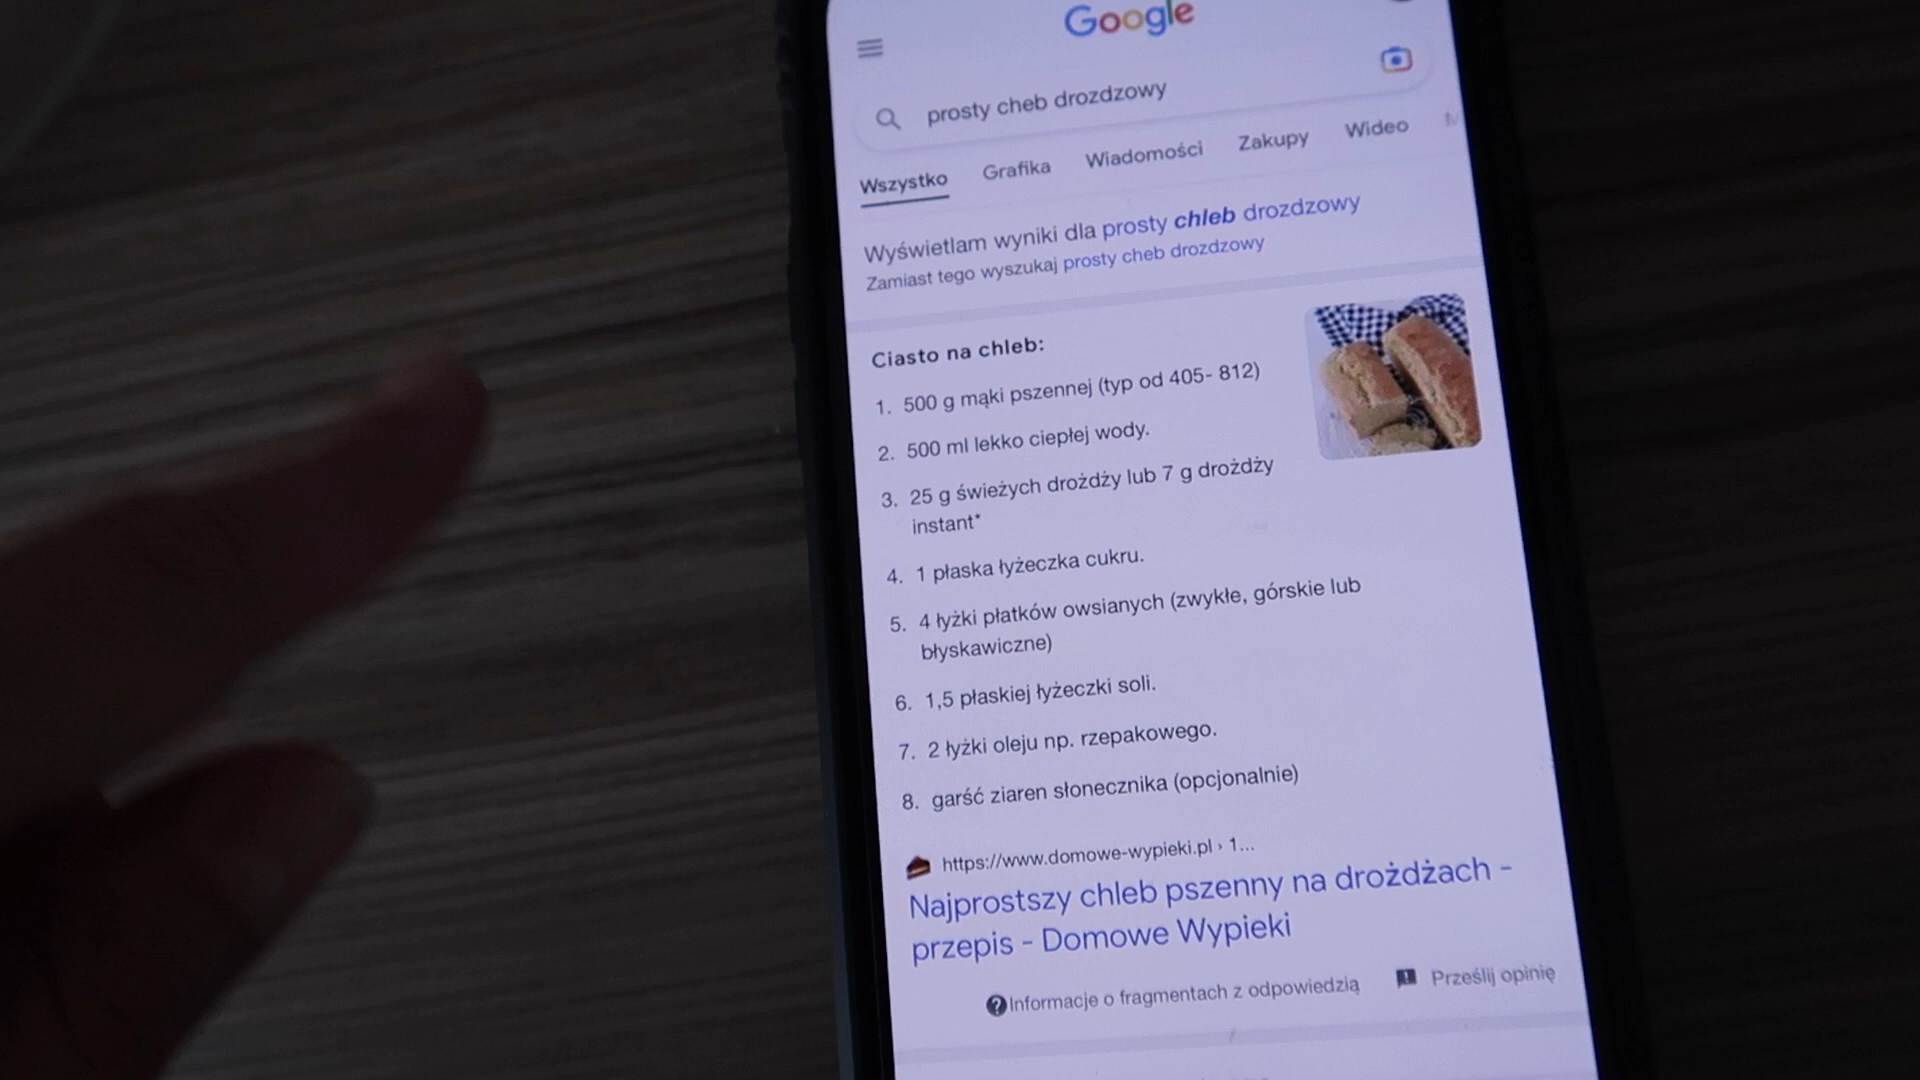 Google
prosty cheb drozdzowy
Wszystko Grafika Wiadomości Zakupy Wideo
Wyświetlam wyniki dla prosty chleb drozdzowy
Zamiast tego wyszukaj prosty cheb drozdzowy
Ciasto na chleb:
1. 500 g mąki pszennej (typ od 405- 812)
2. 500 ml lekko ciepłej wody.
3. 25 g świeżych drożdży lub 7 g drożdży
instant*
4. 1 płaska łyżeczka cukru.
5. 4 łyżki płatków owsianych (zwykłe, górskie lub
błyskawiczne)
6. 1,5 płaskiej łyżeczki soli.
7. 2 łyżki oleju np. rzepakowego.
8. garść ziaren słonecznika (opcjonalnie)
https://www.domowe-wypieki.pl › 1...
Najprostszy chleb pszenny na drożdżach -
przepis - Domowe Wypieki
Informacje o fragmentach z odpowiedzią Prześlij opinię